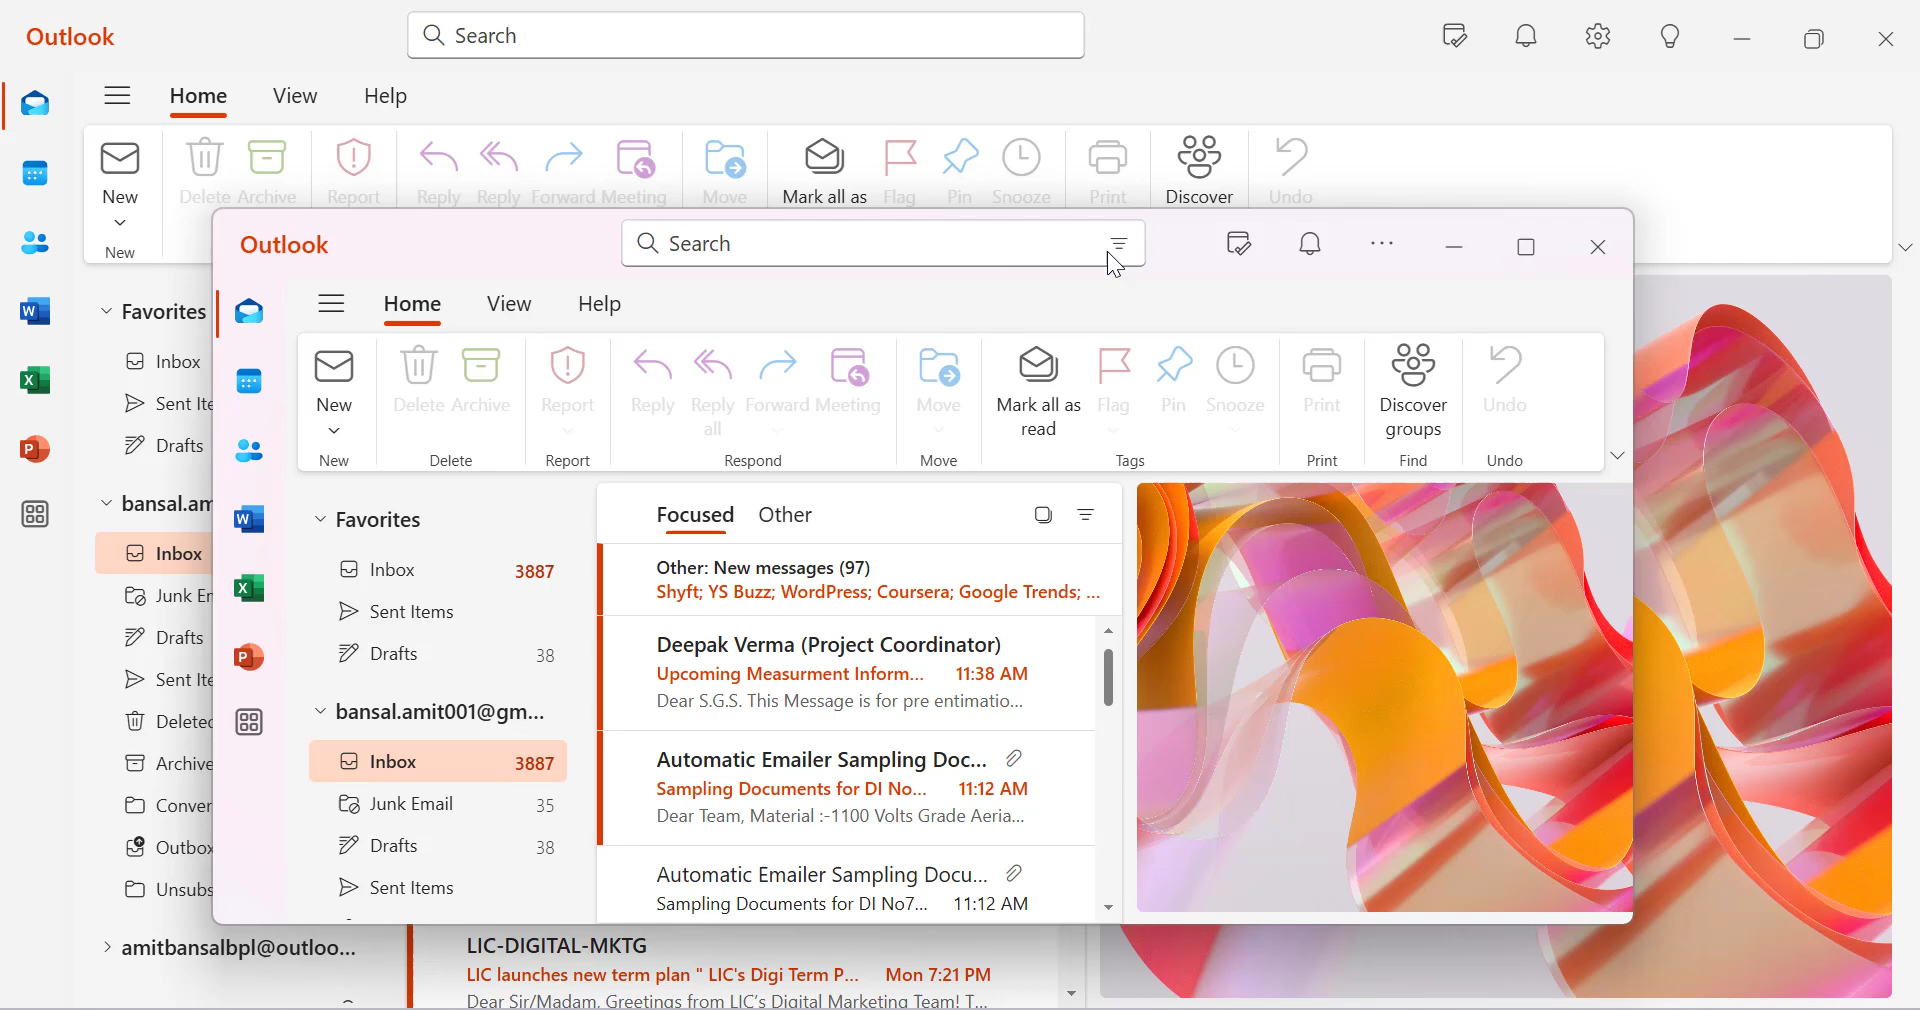 Outlook
Search
Home View Help
New
Delete Archive
Report
Reply Reply Forward Meeting
Move
Mark all as Flag Pin Snooze
Print
Discover
Undo
New
Favorites
Inbox
Sent Ite
Drafts
bansal.am
Inbox
Junk Er
Drafts
Sent Ite
Deleted
Archive
Conver
Outbo
Unsubs
amitbansalbpl@outloo...
Outlook
Search
Home View Help
New
Delete Archive
Report
Reply Reply all Forward Meeting
Move
Mark all as read
Flag Pin Snooze
Print
Discover groups
Undo
New Delete Report Respond Move Tags Print Find Undo
Favorites
Inbox 3887
Sent Items
Drafts 38
bansal.amit001@gm...
Inbox 3887
Junk Email 35
Drafts 38
Sent Items
Focused Other
Other: New messages (97)
Shyft; YS Buzz; WordPress; Coursera; Google Trends; ...
Deepak Verma (Project Coordinator)
Upcoming Measurment Inform... 11:38 AM
Dear S.G.S. This Message is for pre entimatio...
Automatic Emailer Sampling Doc...
Sampling Documents for DI No... 11:12 AM
Dear Team, Material :-1100 Volts Grade Aeria...
Automatic Emailer Sampling Docu...
Sampling Documents for DI No7... 11:12 AM
LIC-DIGITAL-MKTG
LIC launches new term plan " LIC's Digi Term P... Mon 7:21 PM
Dear Sir/Madam, Greetings from LIC's Digital Marketing Team! T...